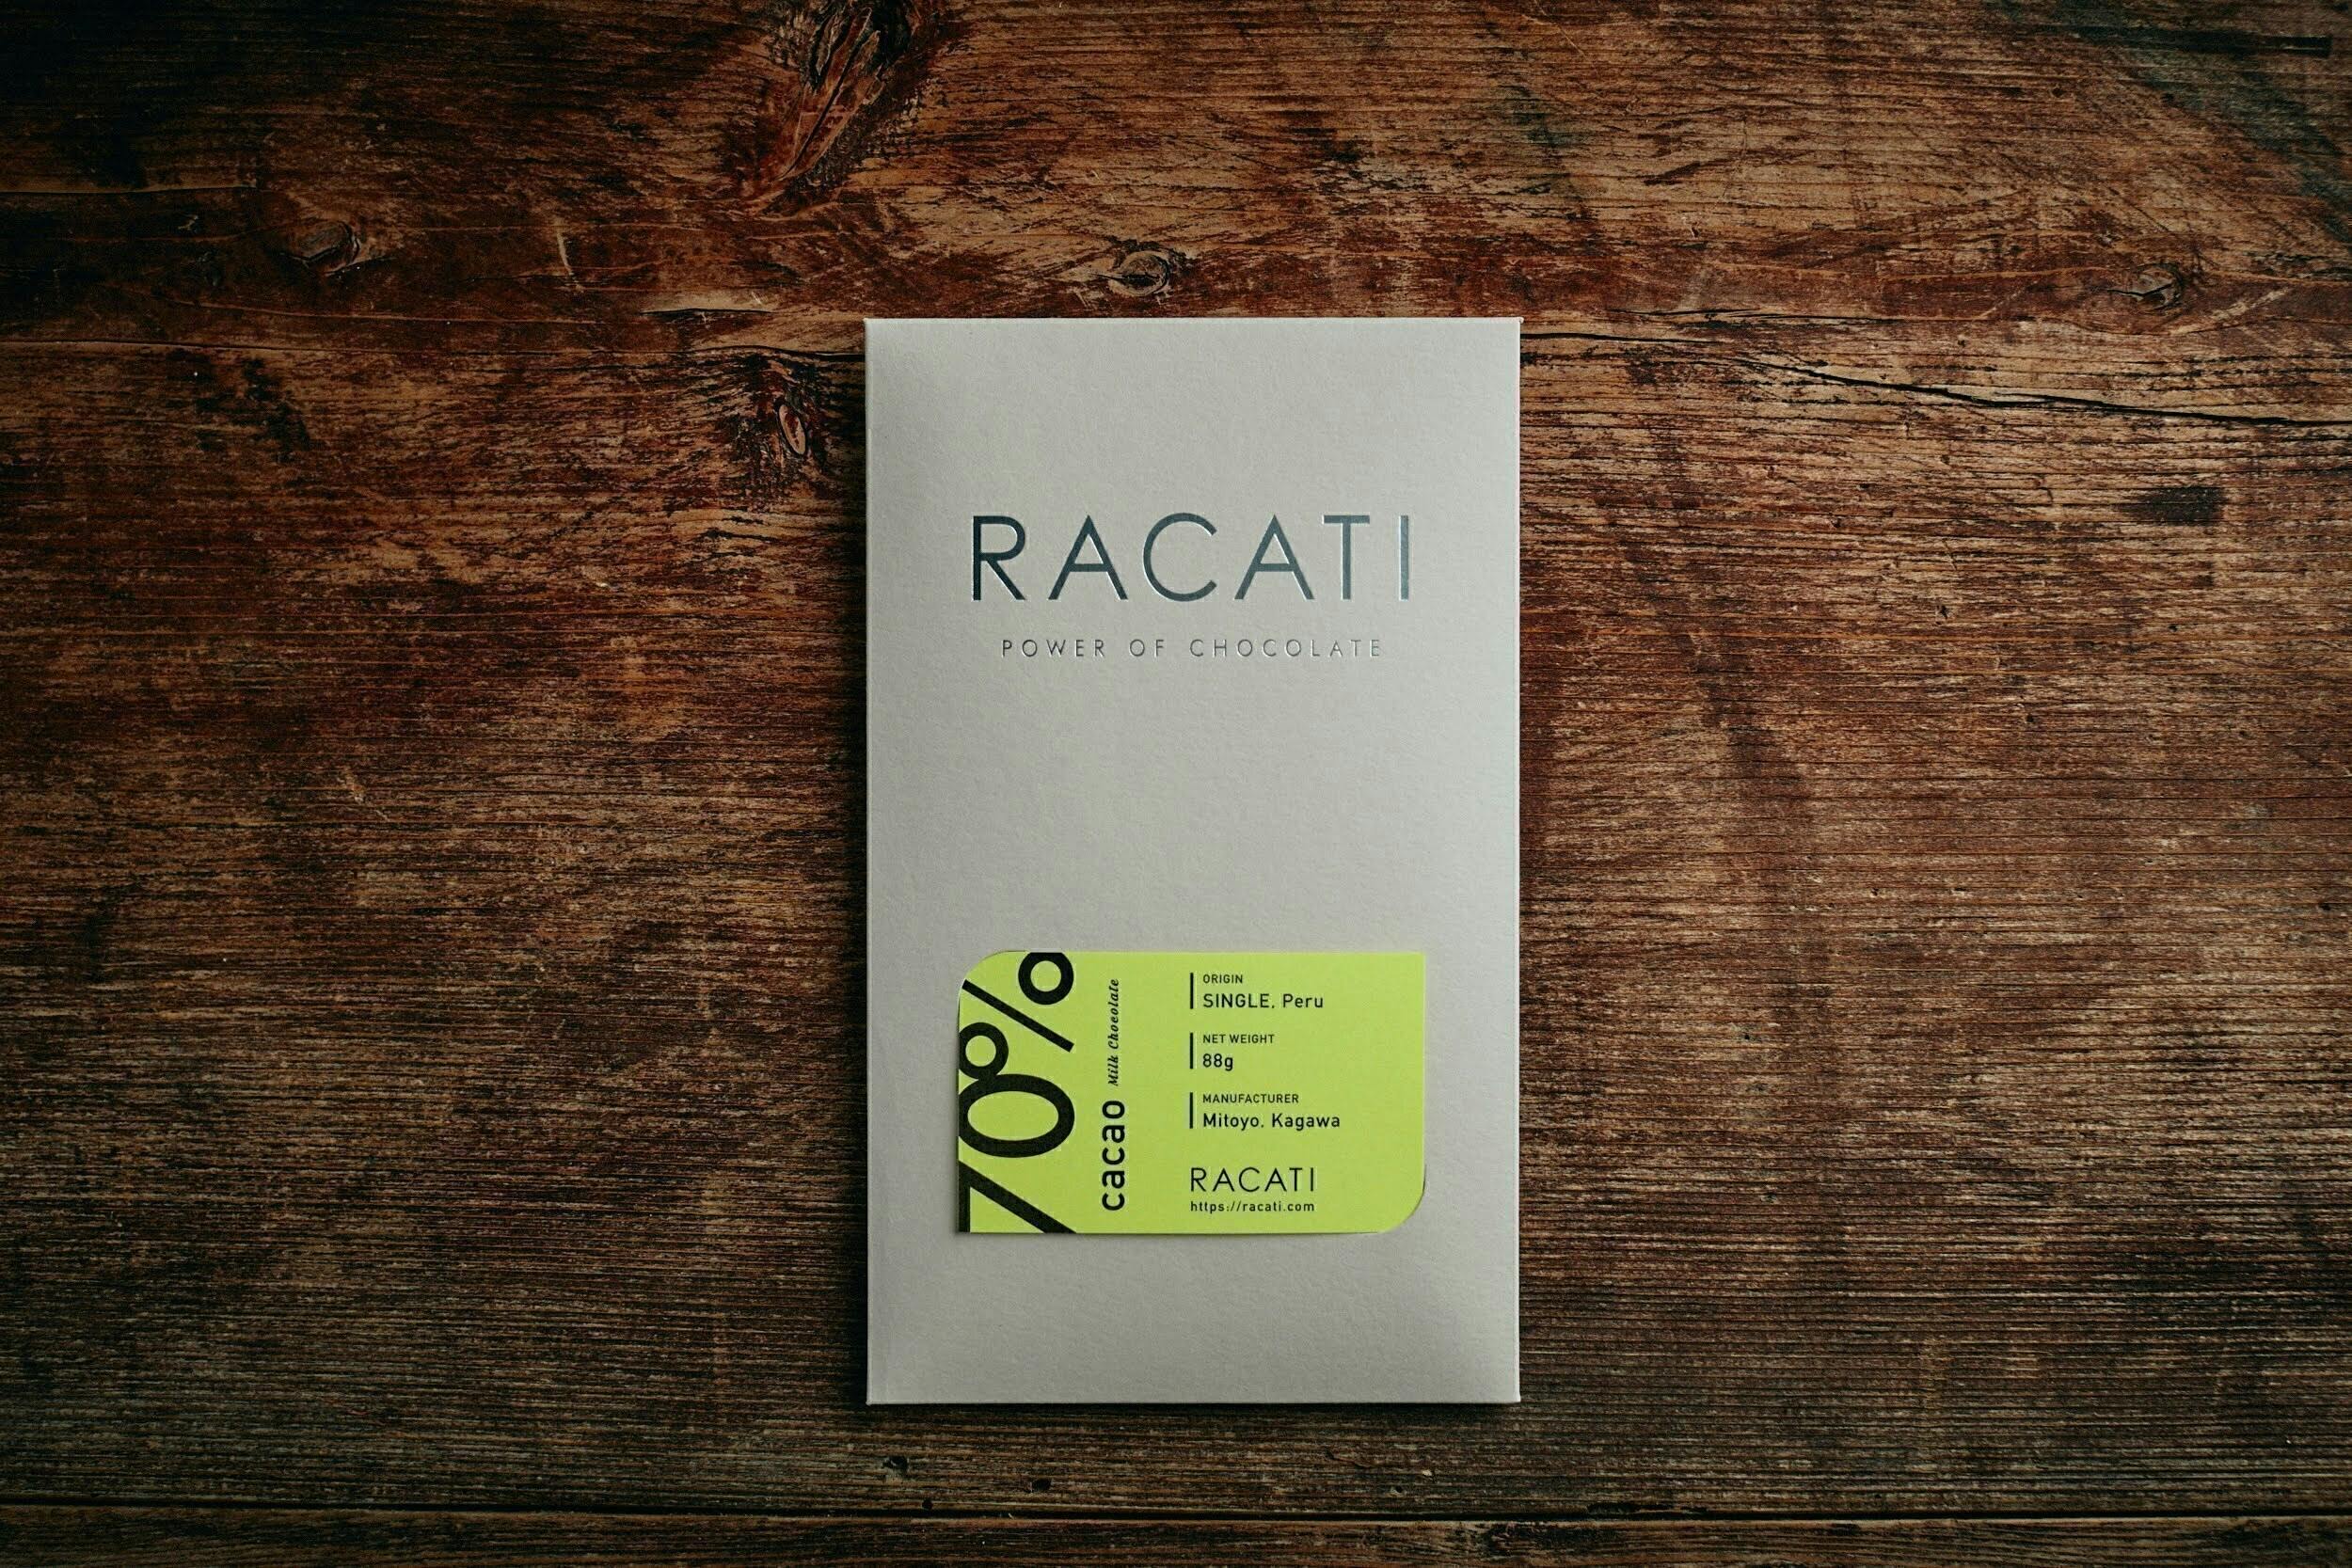 RACATI
POWER OF CHOCOLATE
70%
cacao Milk Chocolate
ORIGIN
SINGLE, Peru
NET WEIGHT
88g
MANUFACTURER
Mitoyo, Kagawa
RACATI
https://racati.com